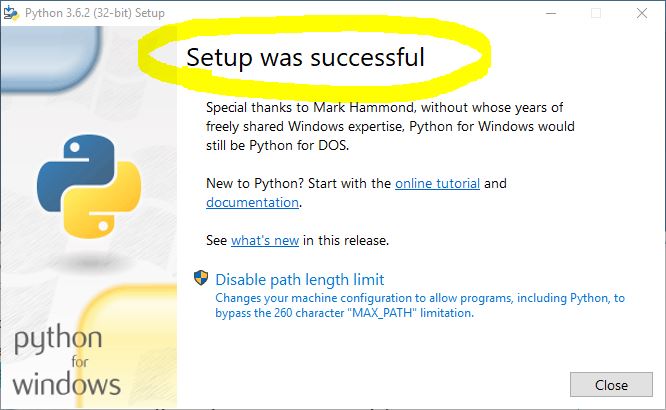 Python 3.6.2 (32-bit) Setup
Setup was successful
Special thanks to Mark Hammond, without whose years of
freely shared Windows expertise, Python for Windows would
still be Python for DOS.
New to Python? Start with the online tutorial and
documentation.
See what's new in this release.
Disable path length limit
Changes your machine configuration to allow programs, including Python, to
bypass the 260 character "MAX_PATH" limitation.
python
for
windows
Close